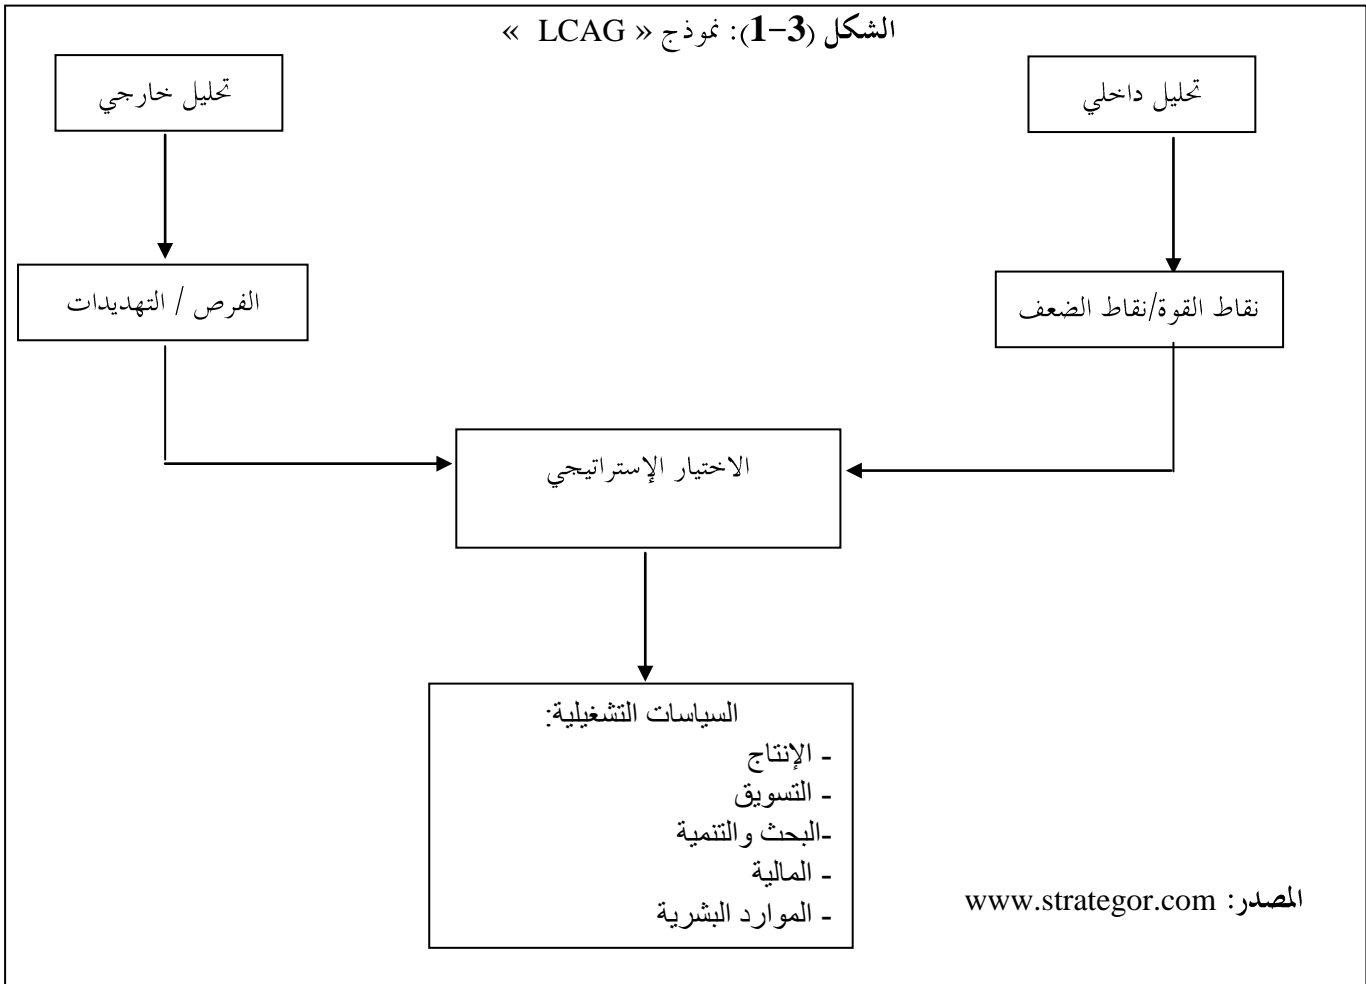 الشكل (3-1): نموذج « LCAG »
تحليل داخلي
تحليل خارجي
نقاط القوة/نقاط الضعف
الفرص / التهديدات
الاختيار الإستراتيجي
السياسات التشغيلية:
- الإنتاج
- التسويق
-البحث والتنمية
- المالية
- الموارد البشرية
المصدر: www.strategor.com